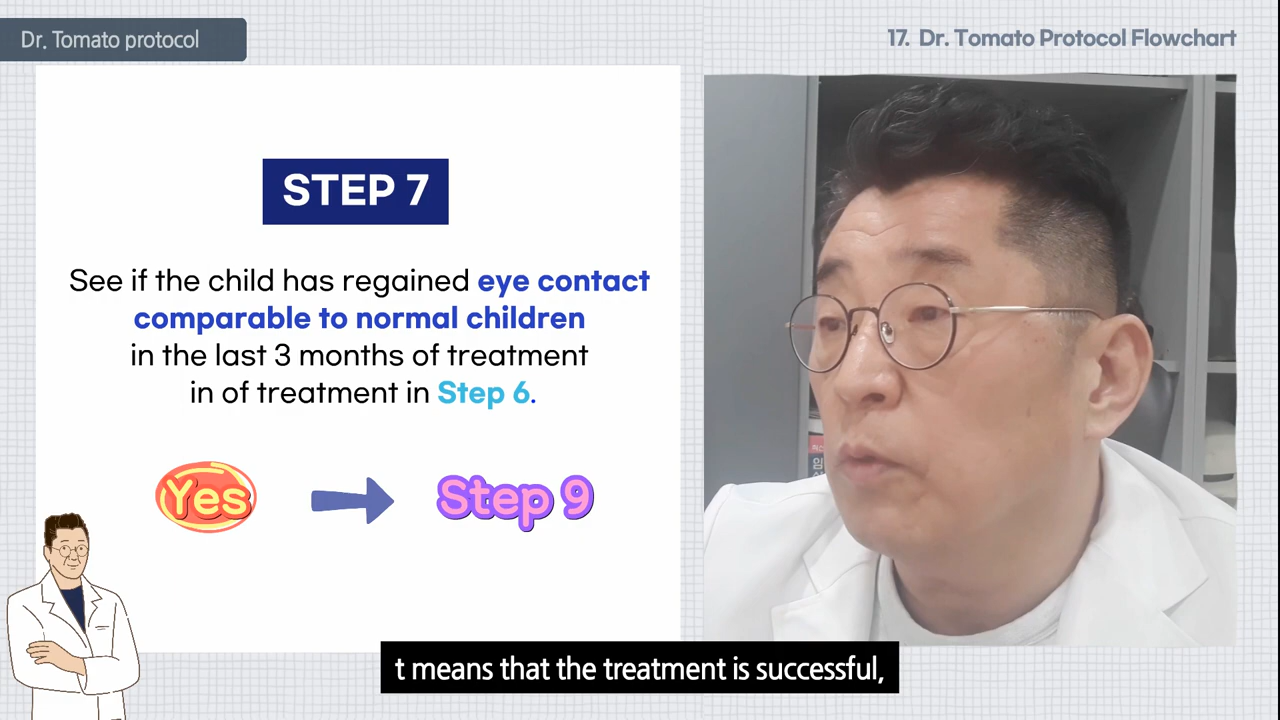 Dr. Tomato protocol
17. Dr. Tomato Protocol Flowchart
STEP 7
See if the child has regained eye contact
comparable to normal children
in the last 3 months of treatment
in of treatment in Step 6.
Yes
Step 9
t means that the treatment is successful,